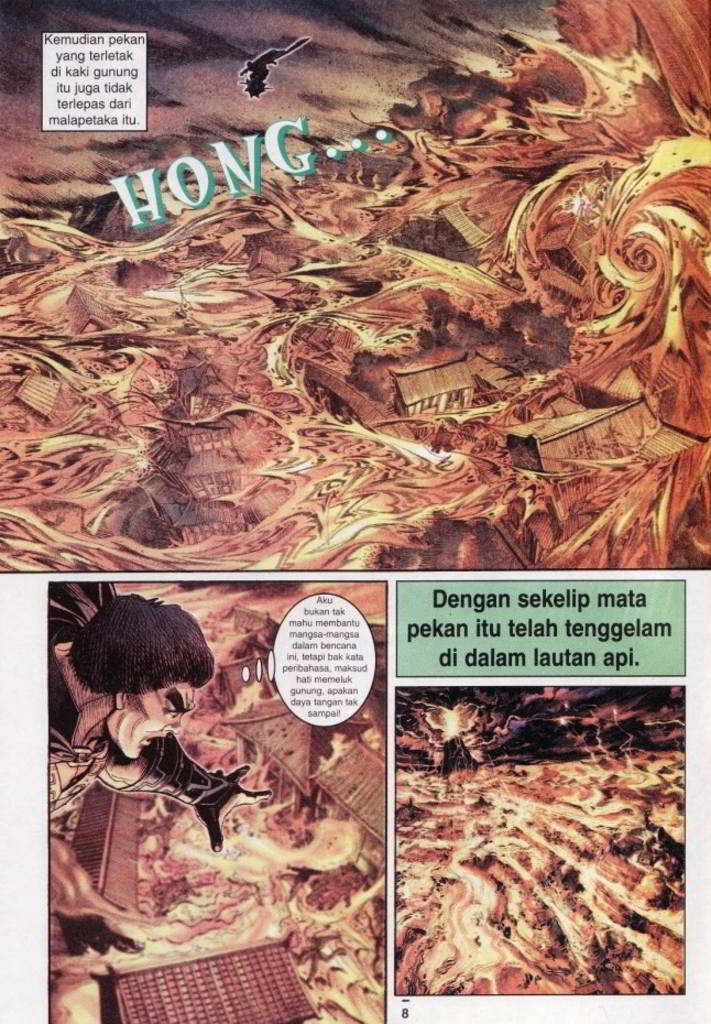 Kemudian pekan
yang terletak
di kaki gunung
itu juga tidak
terlepas dari
malapetaka itu.
HONG...
Aku
bukan tak
mahu membantu
mangsa-mangsa
dalam bencana
ini, tetapi bak kata
peribahasa, maksud
hati memeluk
gunung, apakan
daya tangan tak
sampai!
Dengan sekelip mata
pekan itu telah tenggelam
di dalam lautan api.
8